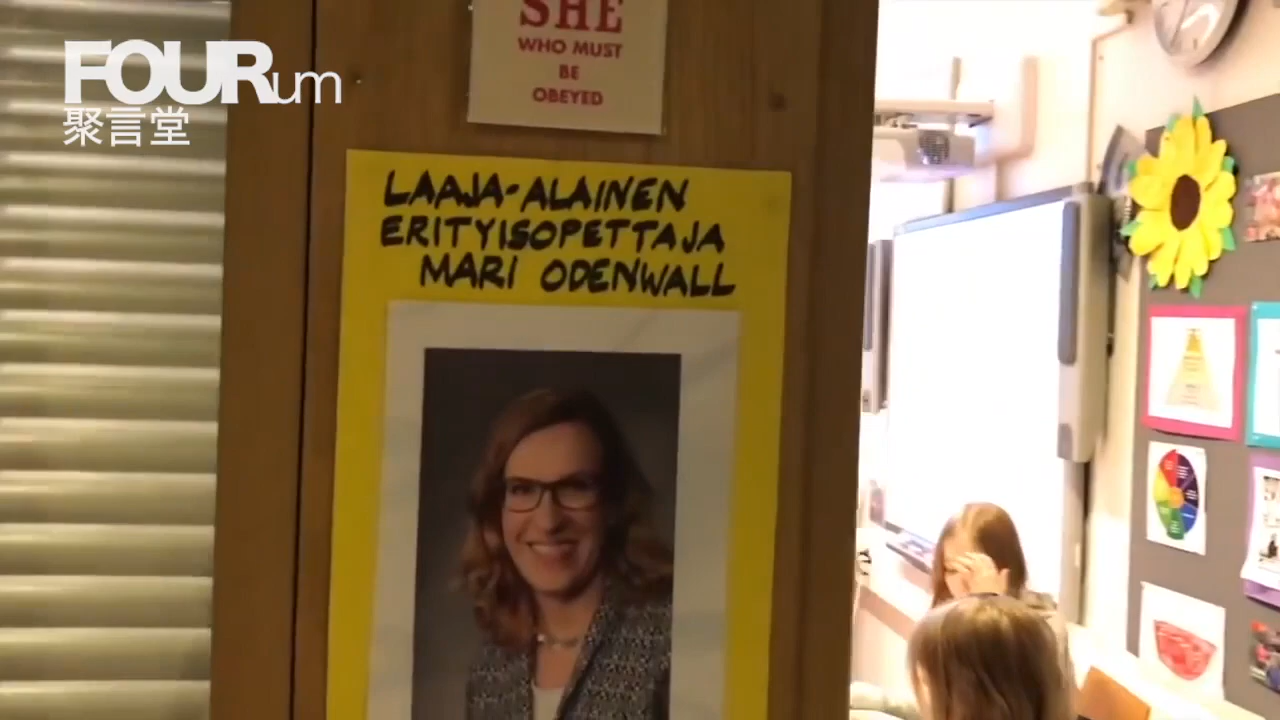 FOURum
聚言堂
SHE
WHO MUST
BE
OBEYED
LAAJA-ALAINEN
ERITYISOPETTAJA
MARI ODENWALL